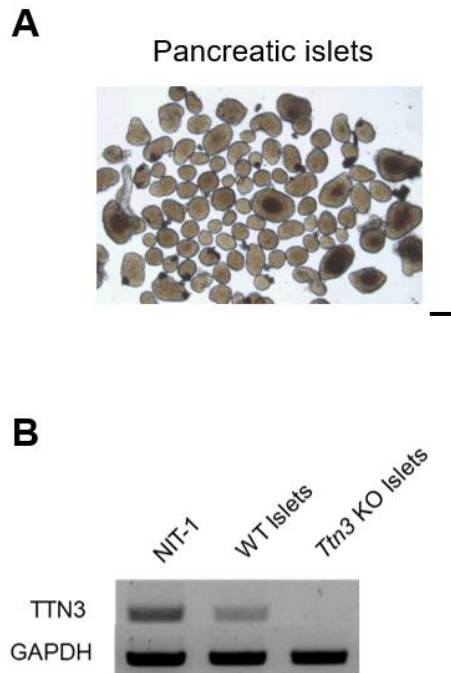 A
Pancreatic islets
B
NIT-1
WT Islets
Ttn3 KO Islets
TTN3
GAPDH